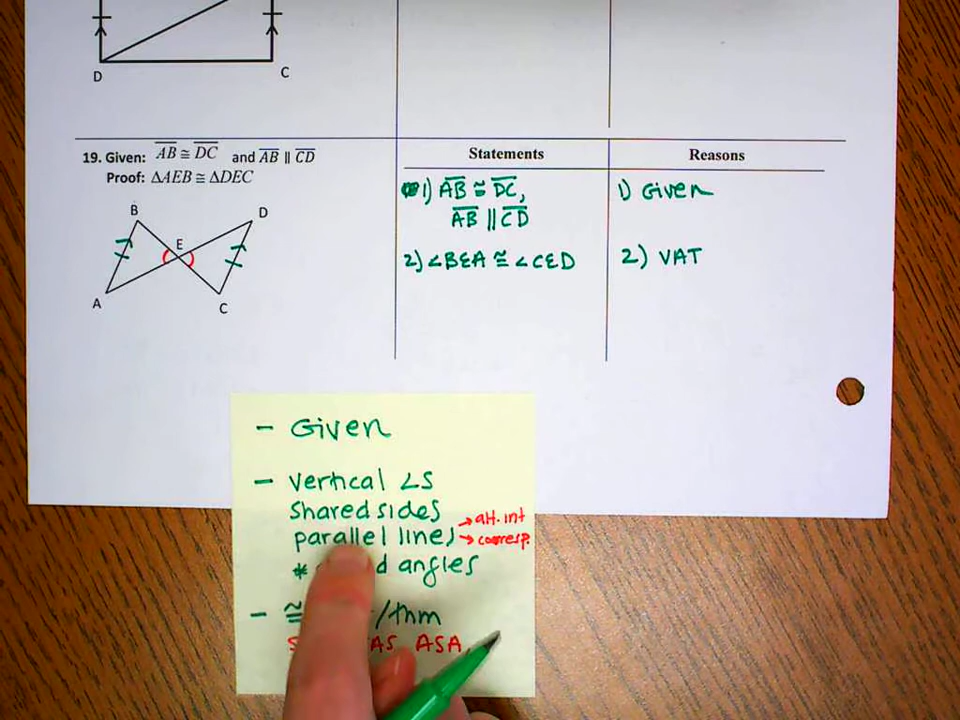 D
C
19. Given: AB ≅ DC and AB ∥ CD
Proof: ΔAEB ≅ ΔDEC
B
D
E
A
C
Statements
Reasons
1) AB ≅ DC,
AB ∥ CD
1) Given
2) ∠BEA ≅ ∠CED
2) VAT
- Given
- Vertical ∠S
Shared sides
parallel lines → alt. int
→ corresp.
* angles
- ≅ /thm
ASA